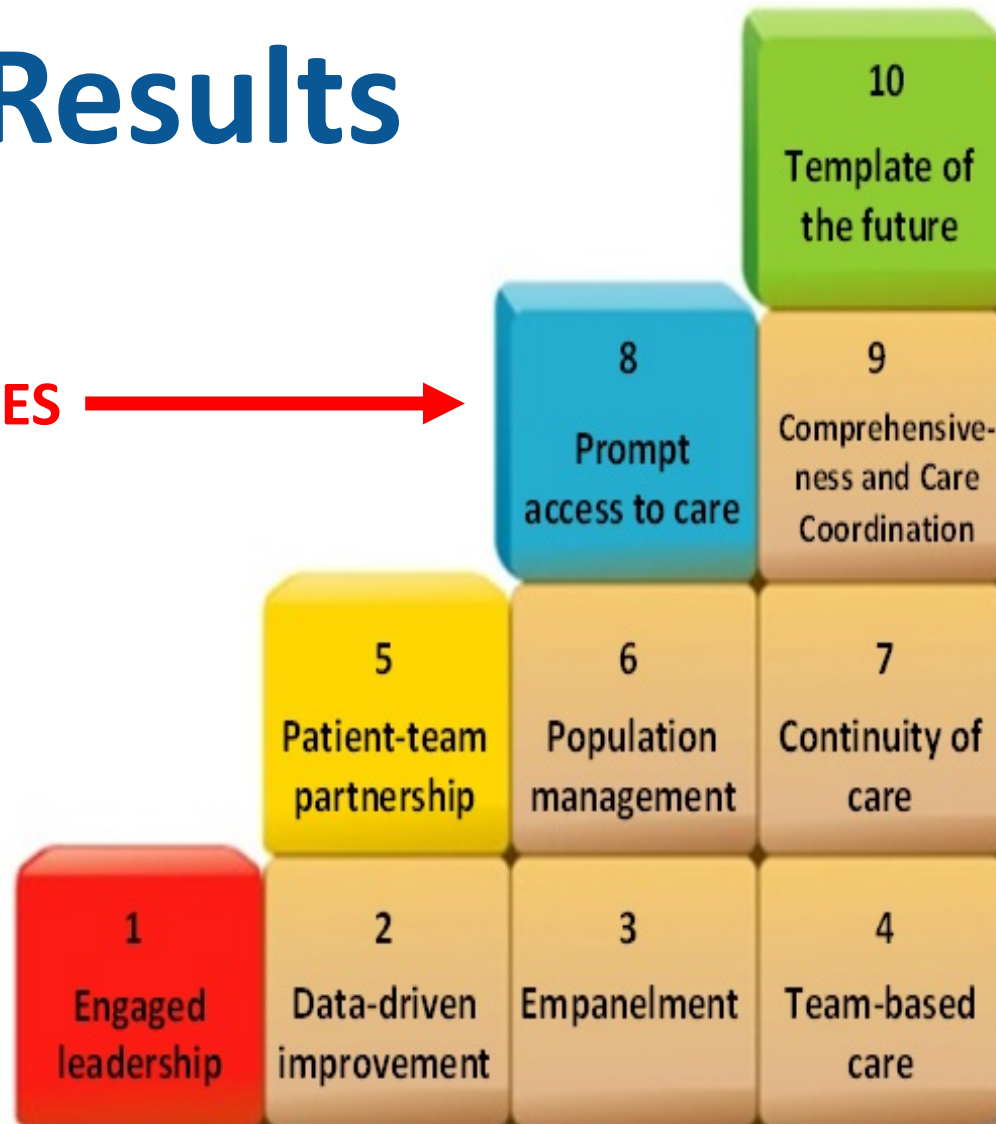 Results
10
Template of
the future
ES
8
Prompt
access to care
9
Comprehensive-
ness and Care
Coordination
5
Patient-team
partnership
6
Population
management
7
Continuity of
care
1
Engaged
leadership
2
Data-driven
improvement
3
Empanelment
4
Team-based
care